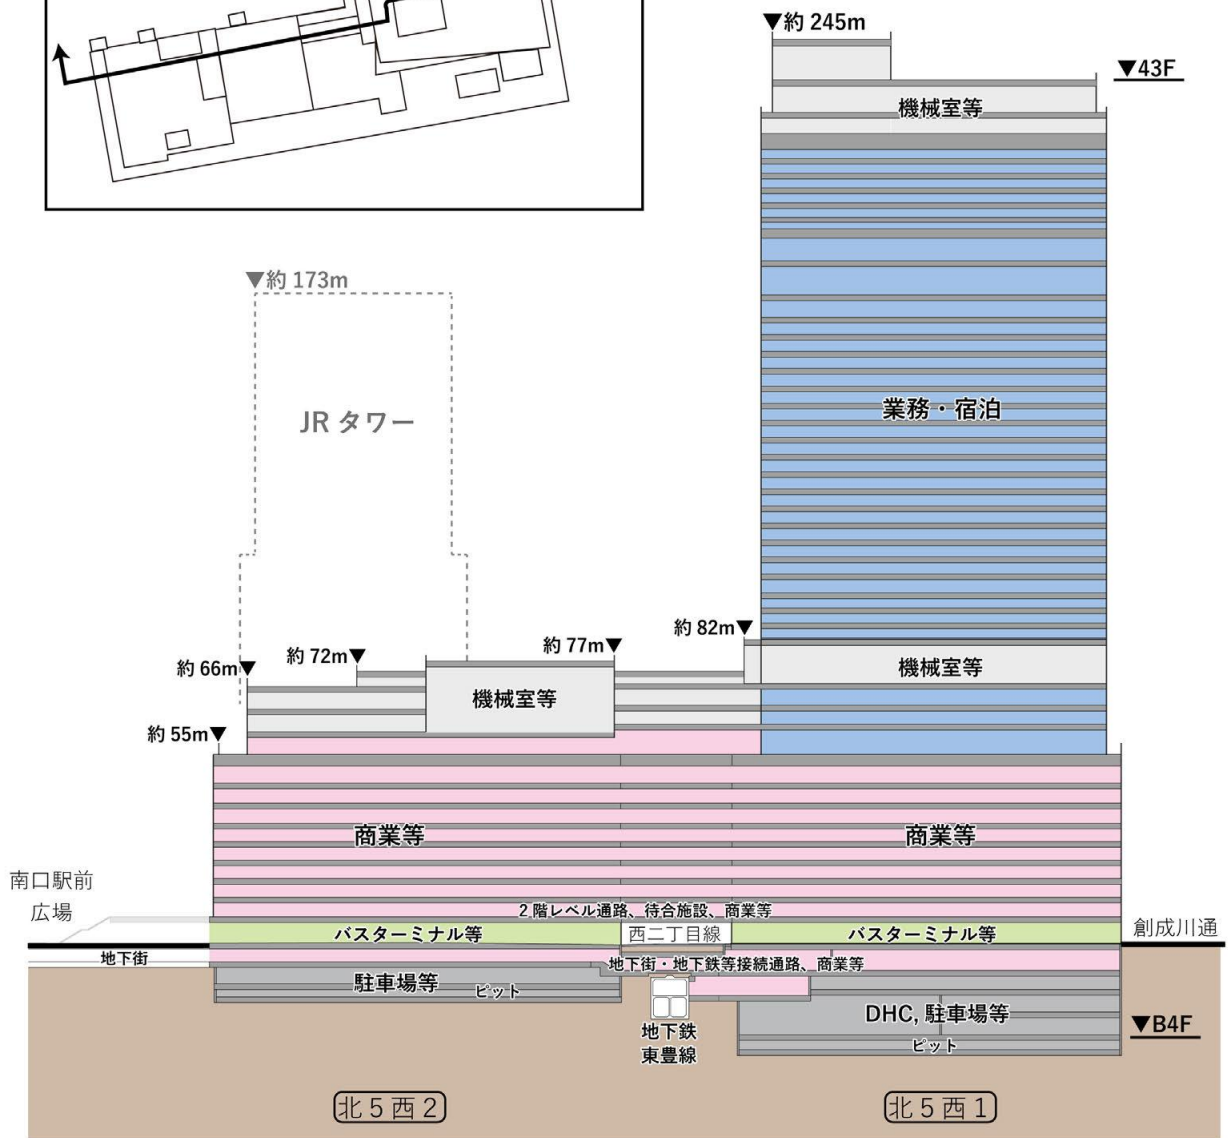 ▼約 245m
▼43F
機械室等
▼約 173m
JR タワー
業務・宿泊
約 82m▼
約 77m▼
約 72m▼
約 66m▼
機械室等
機械室等
約 55m▼
商業等
商業等
南口駅前
広場
2 階レベル通路、待合施設、商業等
バスターミナル等
西二丁目線
バスターミナル等
創成川通
地下街
地下街・地下鉄等接続通路、商業等
駐車場等
ピット
DHC, 駐車場等
▼B4F
地下鉄
東豊線
ピット
北5西2
北5西1